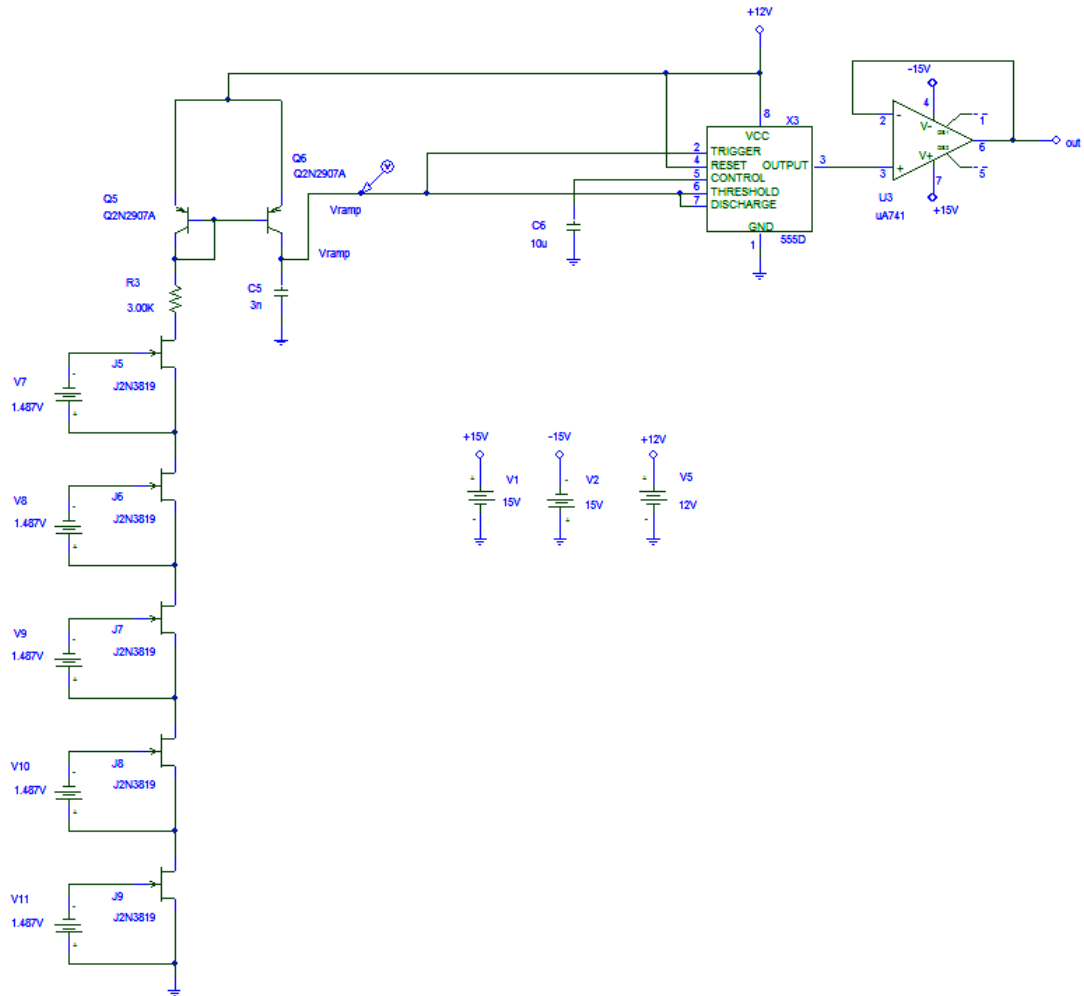 +12V
-15V
4
1
2
V-
OS1
6
out
OS2
V+
3
5
7
U3
+15V
uA741
8
X3
VCC
2
TRIGGER
4
RESET
OUTPUT
3
5
CONTROL
6
THRESHOLD
7
DISCHARGE
GND
1
555D
Q6
Q2N2907A
V
Q5
Q2N2907A
Vramp
Vramp
C6
10u
R3
3.00K
C5
3n
J5
J2N3819
V7
1.487V
-
+
J6
J2N3819
V8
1.487V
-
+
J7
J2N3819
V9
1.487V
-
+
J8
J2N3819
V10
1.487V
-
+
J9
J2N3819
V11
1.487V
-
+
+15V
-15V
+12V
+
V1
15V
-
-
V2
15V
+
+
V5
12V
-